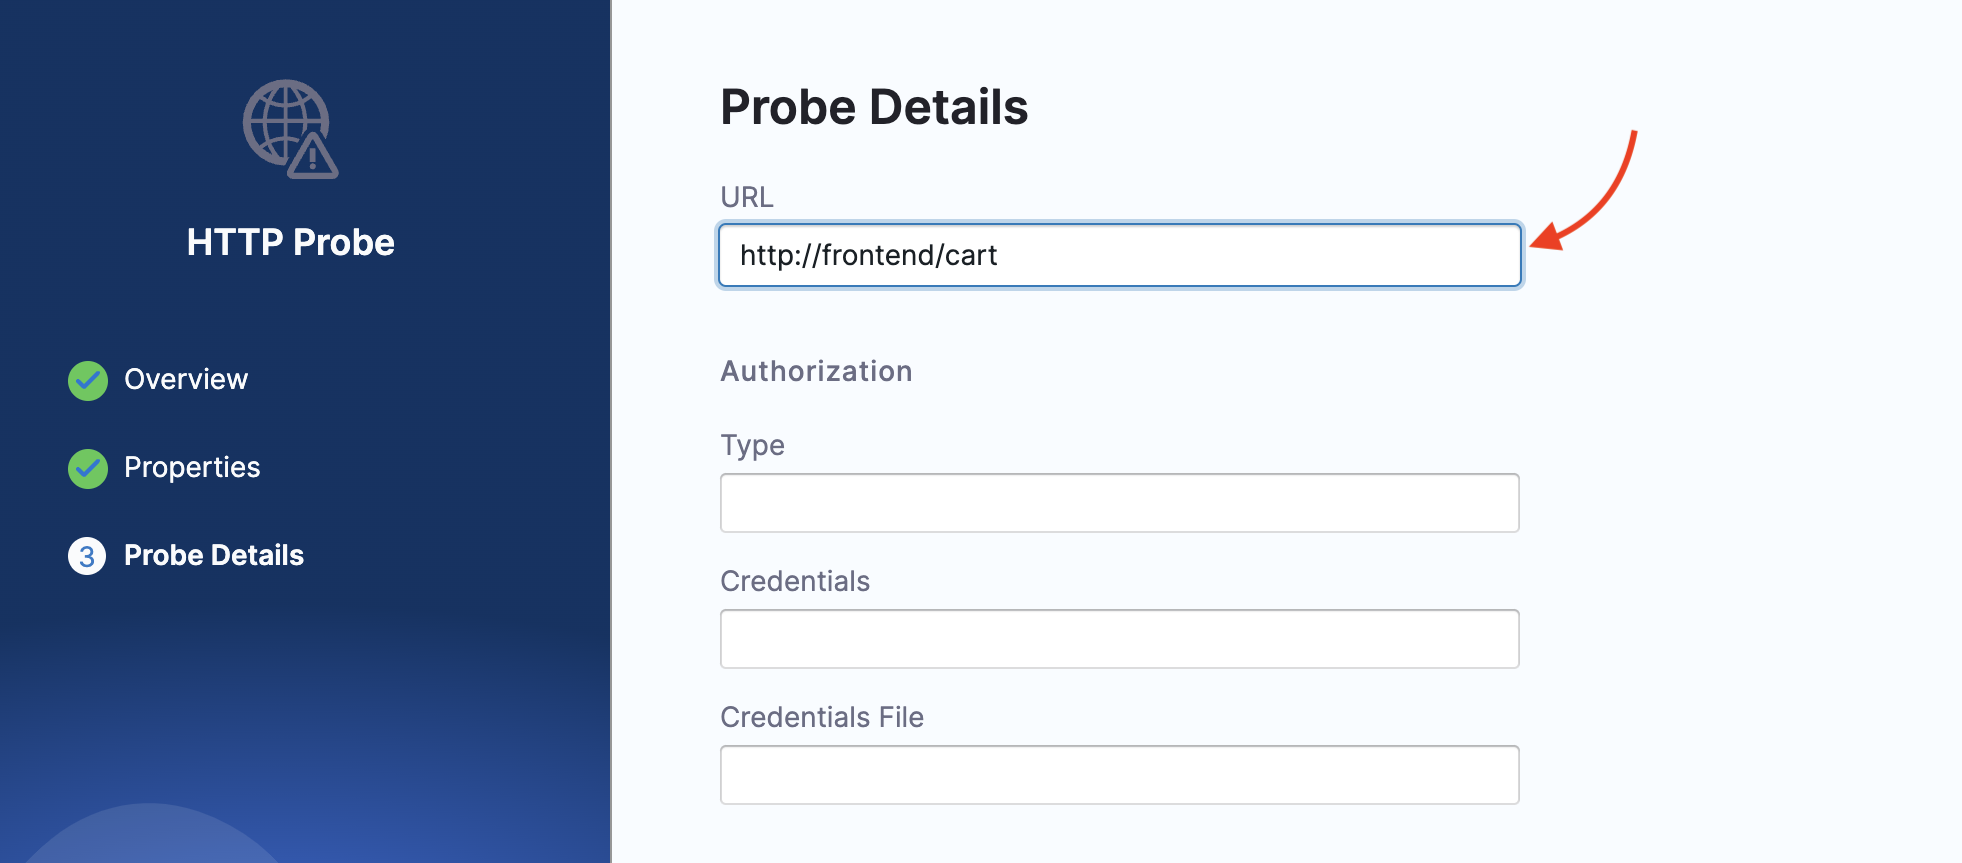 HTTP Probe
Overview
Properties
3 Probe Details
Probe Details
URL
http://frontend/cart
Authorization
Type
Credentials
Credentials File